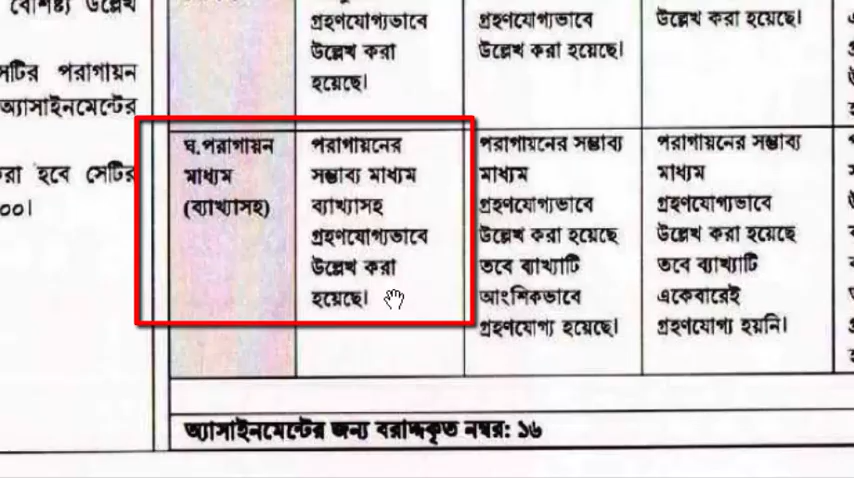 উল্লেখ
সেটির পরাগায়ন
অ্যাসাইনমেন্টের
করা হবে সেটির
০০।
গ্রহণযোগ্যভাবে
উল্লেখ করা
হয়েছে।
গ্রহণযোগ্যভাবে
উল্লেখ করা হয়েছে।
উল্লেখ করা হয়েছে।
ঘ.পরাগায়ন
মাধ্যম
(ব্যাখ্যাসহ)
পরাগায়নের
সম্ভাব্য মাধ্যম
ব্যাখ্যাসহ
গ্রহণযোগ্যভাবে
উল্লেখ করা
হয়েছে।
পরাগায়নের সম্ভাব্য
মাধ্যম
গ্রহণযোগ্যভাবে
উল্লেখ করা হয়েছে
তবে ব্যাখ্যাটি
আংশিকভাবে
গ্রহণযোগ্য হয়েছে।
পরাগায়নের সম্ভাব্য
মাধ্যম
গ্রহণযোগ্যভাবে
উল্লেখ করা হয়েছে
তবে ব্যাখ্যাটি
একেবারেই
গ্রহণযোগ্য হয়নি।
অ্যাসাইনমেন্টের জন্য বরাদ্দকৃত নম্বর: ১৬